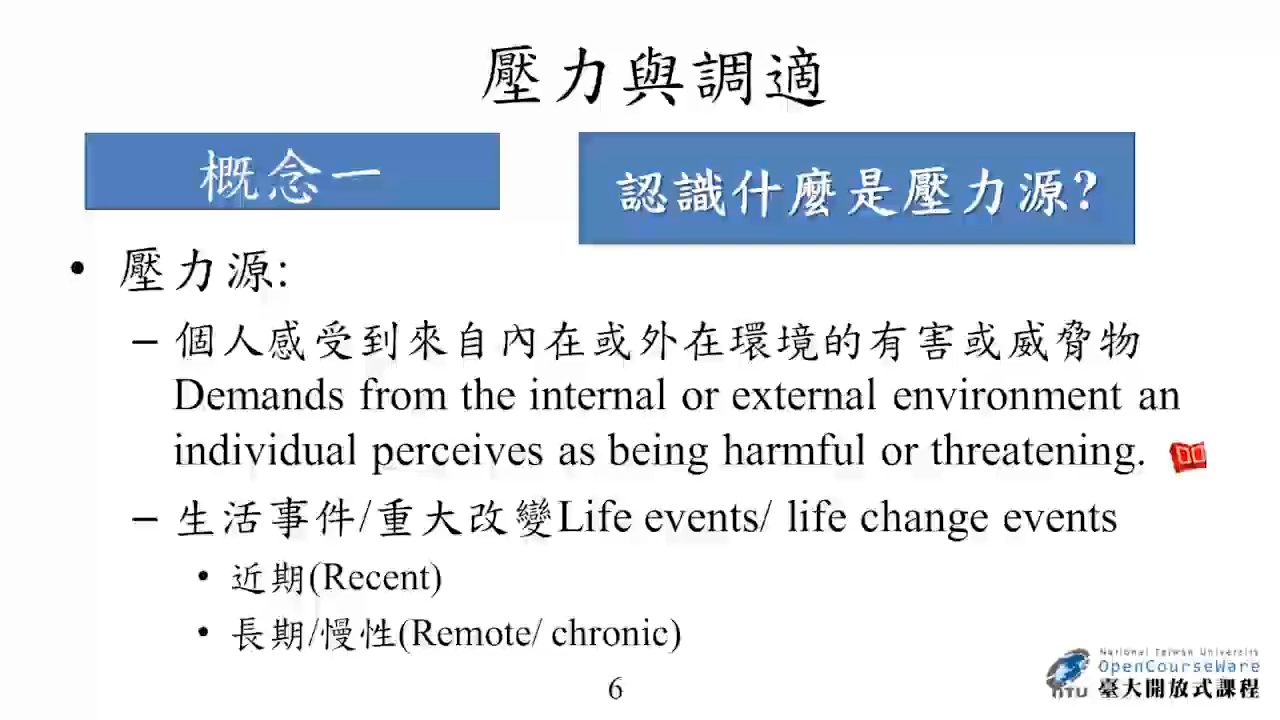 壓力與調適
概念一
認識什麼是壓力源?
• 壓力源:
– 個人感受到來自內在或外在環境的有害或威脅物
Demands from the internal or external environment an
individual perceives as being harmful or threatening.
– 生活事件/重大改變Life events/ life change events
• 近期(Recent)
• 長期/慢性(Remote/ chronic)
6
National Taiwan University
OpenCourseWare
NTU 臺大開放式課程